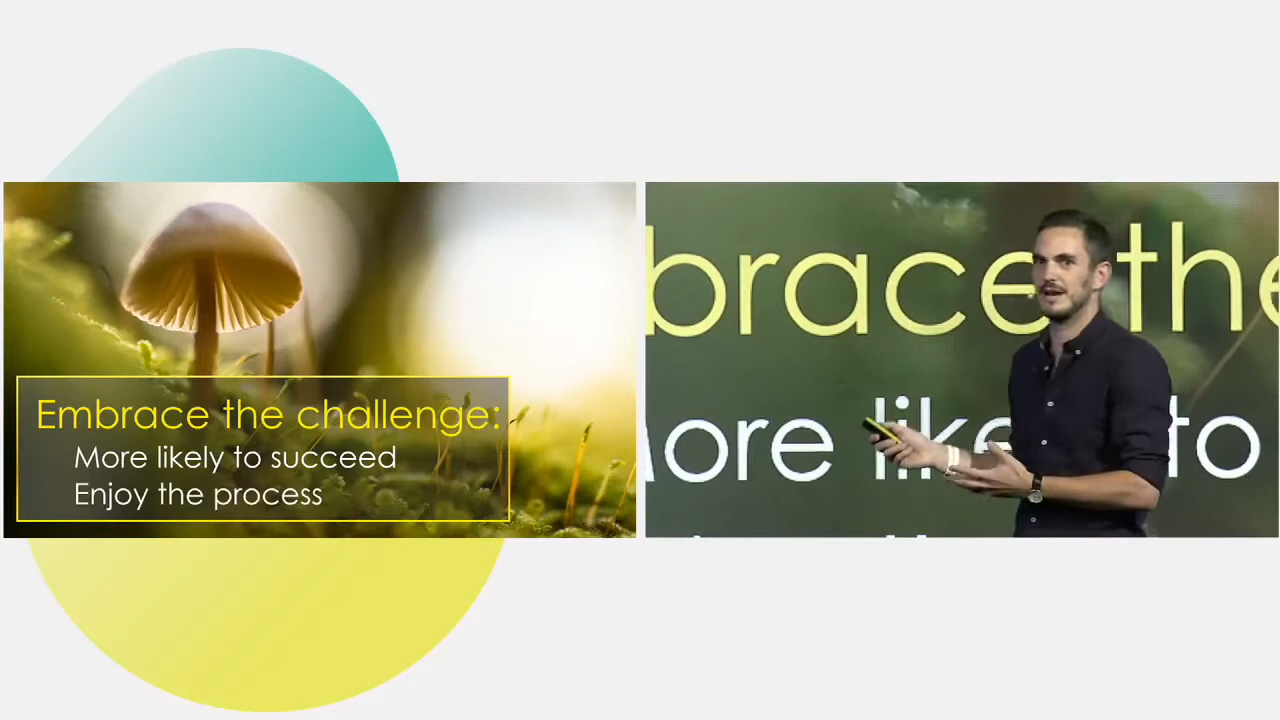 Embrace the challenge:
More likely to succeed
Enjoy the process
brace the
ore like to